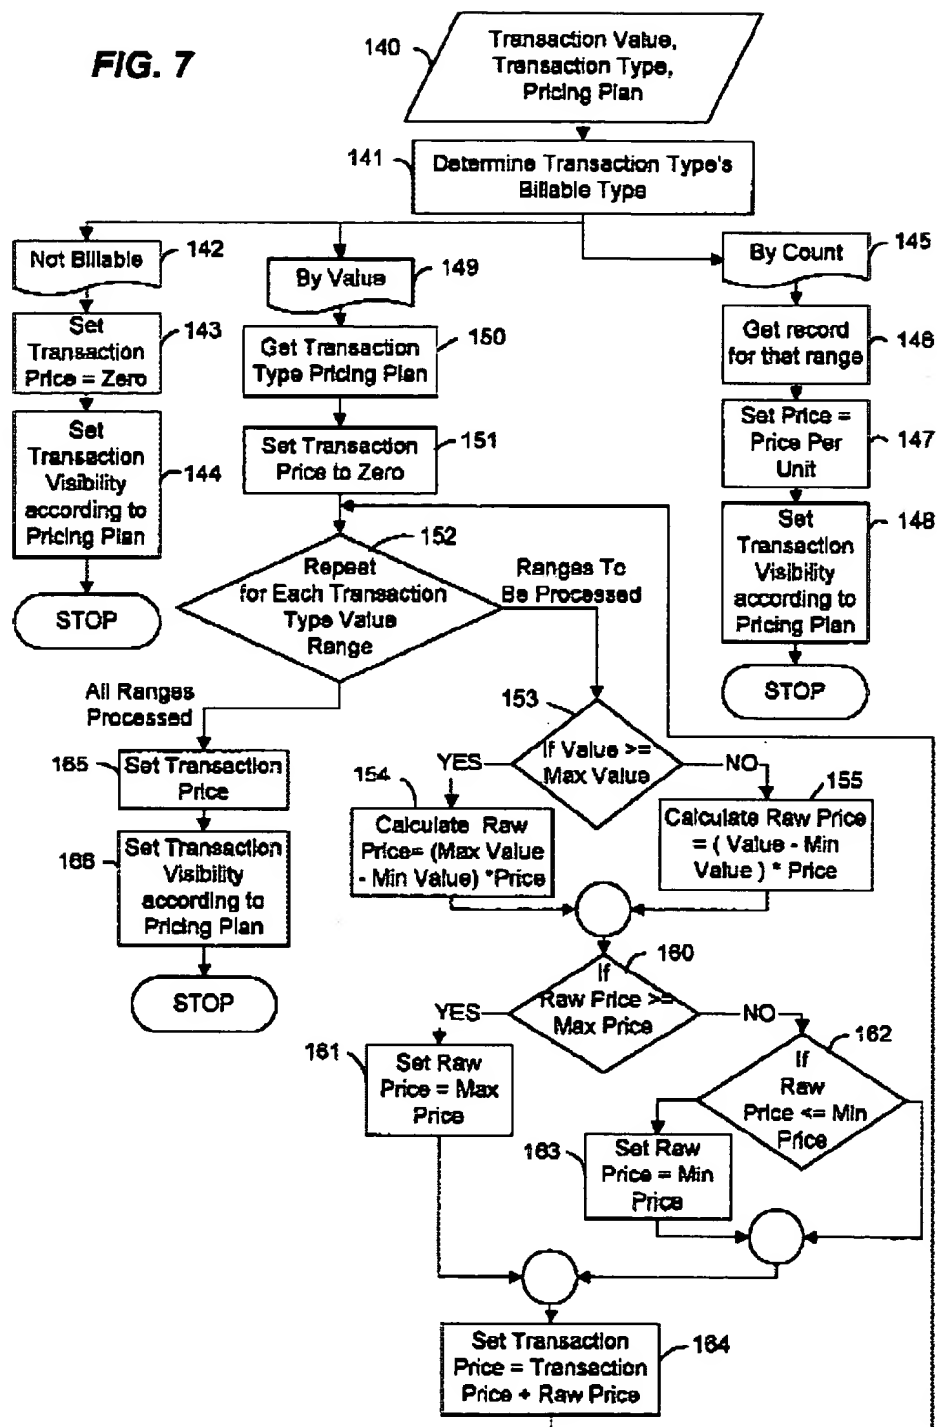 FIG. 7
140
Transaction Value,
Transaction Type,
Pricing Plan
141
Determine Transaction Type's
Billable Type
Not Billable
142
By Value
149
By Count
145
Set
Transaction
Price = Zero
143
Get Transaction
Type Pricing Plan
150
Get record
for that range
146
Set
Transaction
Visibility
according to
Pricing Plan
144
Set Transaction
Price to Zero
151
Set Price =
Price Per
Unit
147
STOP
Repeat
for Each Transaction
Type Value
Range
152
Ranges To
Be Processed
Set
Transaction
Visibility
according to
Pricing Plan
148
STOP
All Ranges
Processed
165
Set Transaction
Price
166
Set Transaction
Visibility
according to
Pricing Plan
STOP
153
If Value >=
Max Value
YES
NO
154
Calculate Raw
Price= (Max Value
- Min Value) *Price
155
Calculate Raw Price
= ( Value - Min
Value ) * Price
160
If
Raw Price >=
Max Price
YES
NO
161
Set Raw
Price = Max
Price
162
If
Raw
Price <= Min
Price
163
Set Raw
Price = Min
Price
Set Transaction
Price = Transaction
Price + Raw Price
164